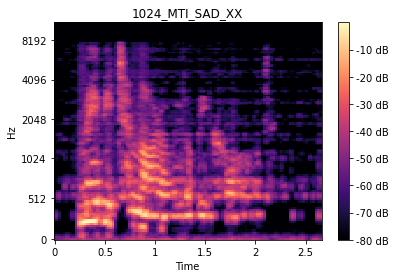 1024_MTI_SAD_XX
8192
4096
2048
1024
512
0
Hz
0
0.5
1
1.5
2
2.5
Time
-10 dB
-20 dB
-30 dB
-40 dB
-50 dB
-60 dB
-70 dB
-80 dB